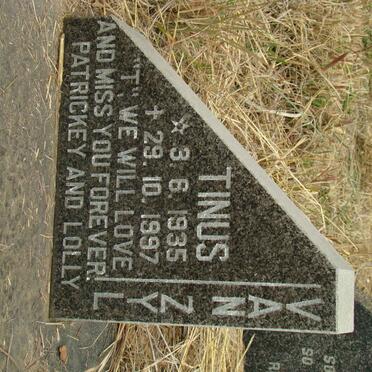 VAN ZYL
TINUS
☆ 3.6.1935
✝ 29.10.1997
"T" WE WILL LOVE
AND MISS YOU FOREVER!
PATRICKEY AND LOLLY